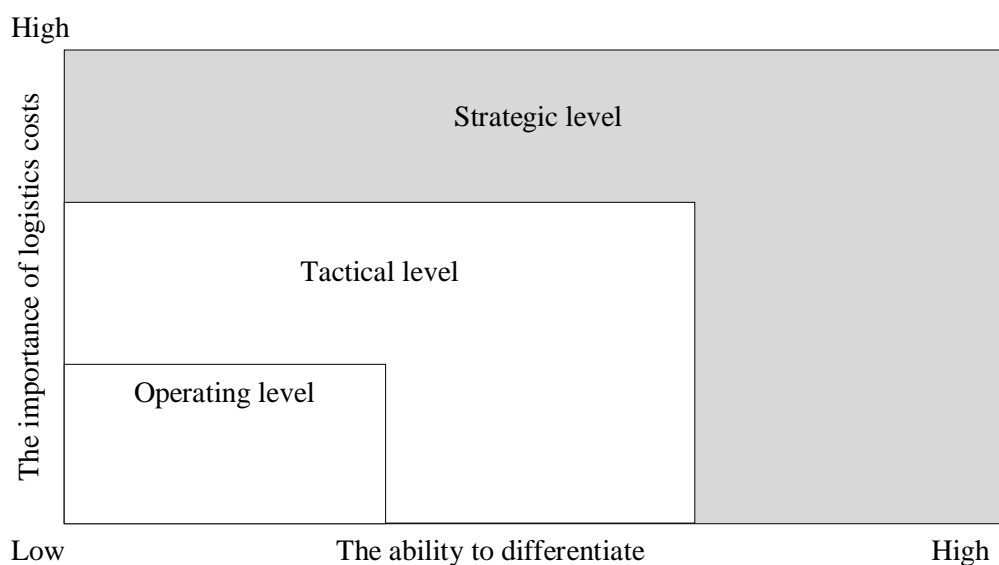 High
The importance of logistics costs
Strategic level
Tactical level
Operating level
Low
The ability to differentiate
High